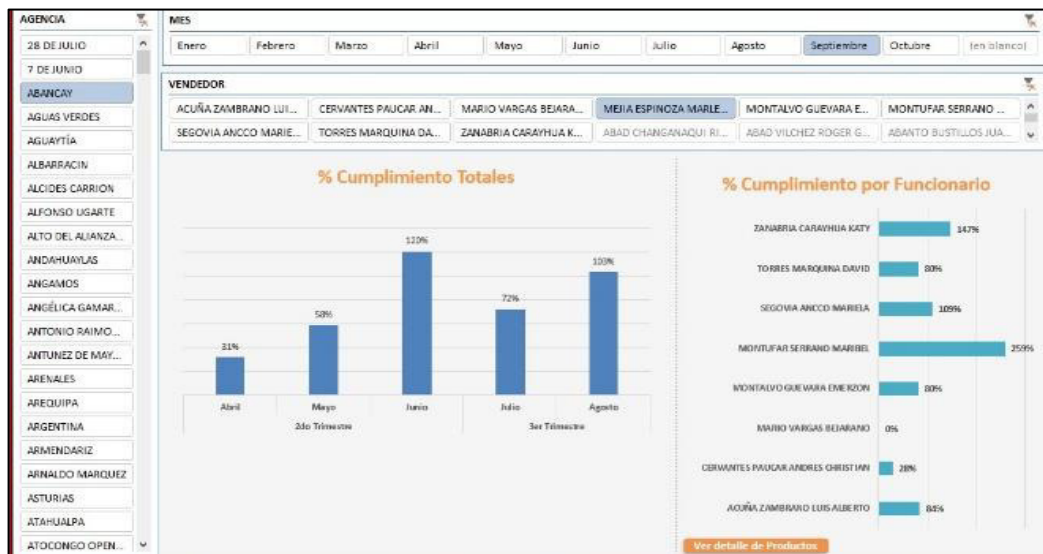 AGENCIA
28 DE JULIO
7 DE JUNIO
ABANCAY
AGUAS VERDES
AGUAYTÍA
ALBARRACIN
ALCIDES CARRION
ALFONSO UGARTE
ALTO DEL ALIANZA...
ANDAHUAYLAS
ANGAMOS
ANGÉLICA GAMAR...
ANTONIO RAIMO...
ANTUNEZ DE MAY...
ARENALES
AREQUIPA
ARGENTINA
ARMENDARIZ
ARNALDO MARQUEZ
ASTURIAS
ATAHUALPA
ATOCONGO OPEN...
MES
Enero Febrero Marzo Abril Mayo Junio Julio Agosto Septiembre Octubre (en blanco)
VENDEDOR
ACUÑA ZAMBRANO LUI... CERVANTES PAUCAR AN... MARIO VARGAS BEJARA... MEJIA ESPINOZA MARLE... MONTALVO GUEVARA E... MONTUFAR SERRANO ...
SEGOVIA ANCCO MARIE... TORRES MARQUINA DA... ZANABRIA CARAYHUA K... ABAD CHANGANAQUI RI... ABAD VILCHEZ ROGER G... ABANTO BUSTILLOS JUA...
% Cumplimiento Totales
31%
58%
120%
72%
103%
Abril Mayo Junio Julio Agosto
2do Trimestre 3er Trimestre
% Cumplimiento por Funcionario
ZANABRIA CARAYHUA KATY 147%
TORRES MARQUINA DAVID 80%
SEGOVIA ANCCO MARIELA 109%
MONTUFAR SERRANO MARIBEL 259%
MONTALVO GUEVARA EMERZON 80%
MARIO VARGAS BEJARANO 0%
CERVANTES PAUCAR ANDRES CHRISTIAN 28%
ACUÑA ZAMBRANO LUIS ALBERTO 84%
Ver detalle de Productos